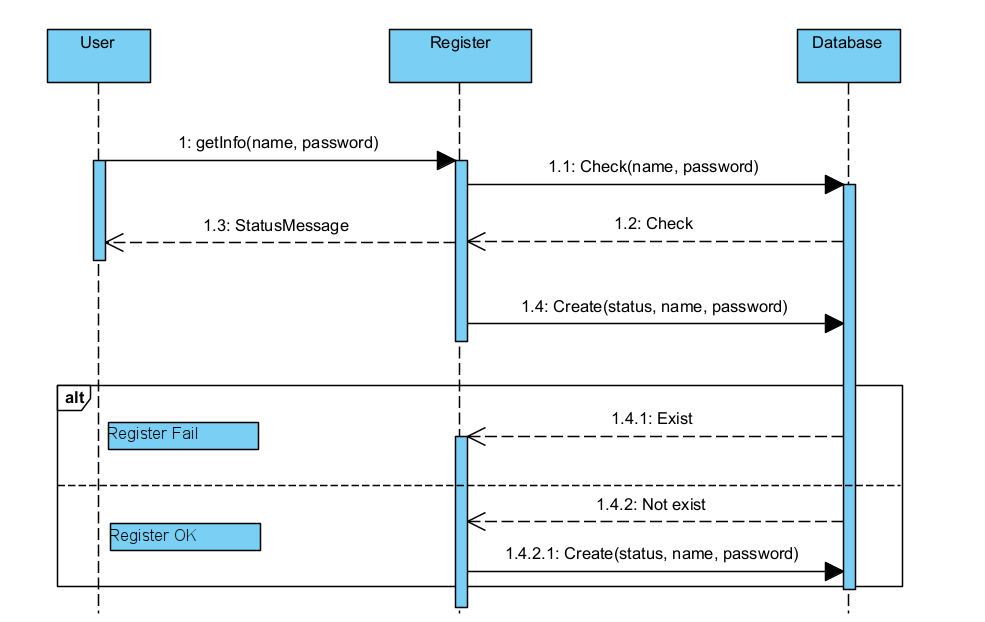 User
Register
Database
1: getInfo(name, password)
1.1: Check(name, password)
1.2: Check
1.3: StatusMessage
1.4: Create(status, name, password)
alt
1.4.1: Exist
Register Fail
1.4.2: Not exist
Register OK
1.4.2.1: Create(status, name, password)